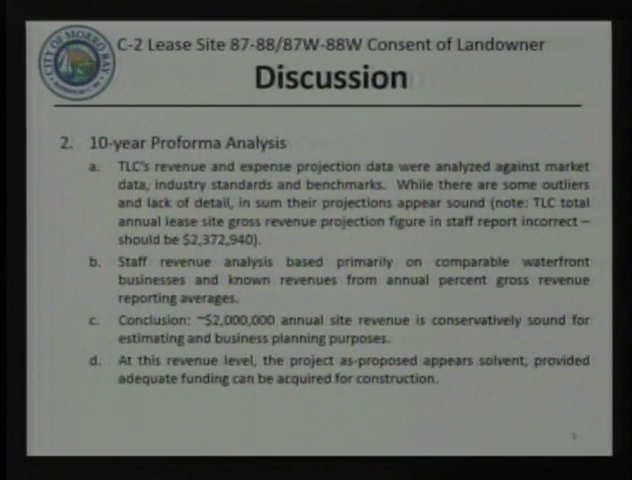 CITY OF MORRO BAY
C-2 Lease Site 87-88/87W-88W Consent of Landowner
Discussion
2. 10-year Proforma Analysis
a. TLC's revenue and expense projection data were analyzed against market
data, industry standards and benchmarks. While there are some outliers
and lack of detail, in sum their projections appear sound (note: TLC total
annual lease site gross revenue projection figure in staff report incorrect –
should be $2,372,940).
b. Staff revenue analysis based primarily on comparable waterfront
businesses and known revenues from annual percent gross revenue
reporting averages.
c. Conclusion: ~$2,000,000 annual site revenue is conservatively sound for
estimating and business planning purposes.
d. At this revenue level, the project as-proposed appears solvent, provided
adequate funding can be acquired for construction.